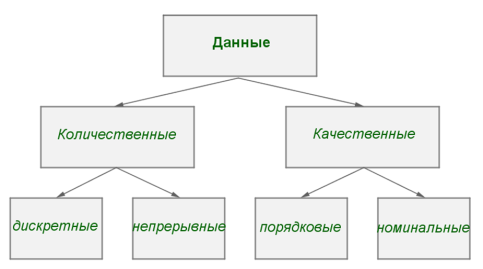 Данные
Количественные
Качественные
дискретные
непрерывные
порядковые
номинальные